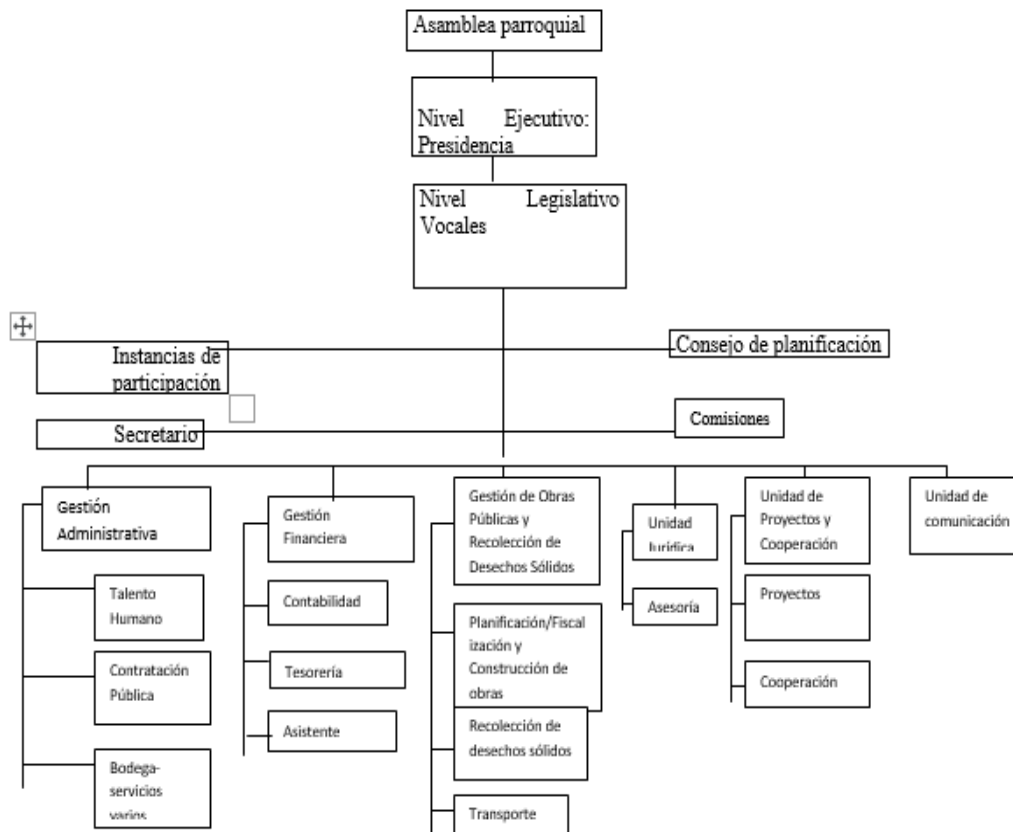 Asamblea parroquial
Nivel Ejecutivo:
Presidencia
Nivel Legislativo
Vocales
Instancias de
participación
Consejo de planificación
Secretario
Comisiones
Gestión
Administrativa
Talento
Humano
Contratación
Pública
Bodega-
servicios
varios
Gestión
Financiera
Contabilidad
Tesorería
Asistente
Gestión de Obras
Públicas y
Recolección de
Desechos Sólidos
Planificación/Fiscal
ización y
Construcción de
obras
Recolección de
desechos sólidos
Transporte
Unidad
Jurídica
Asesoría
Unidad de
Proyectos y
Cooperación
Proyectos
Cooperación
Unidad de
comunicación